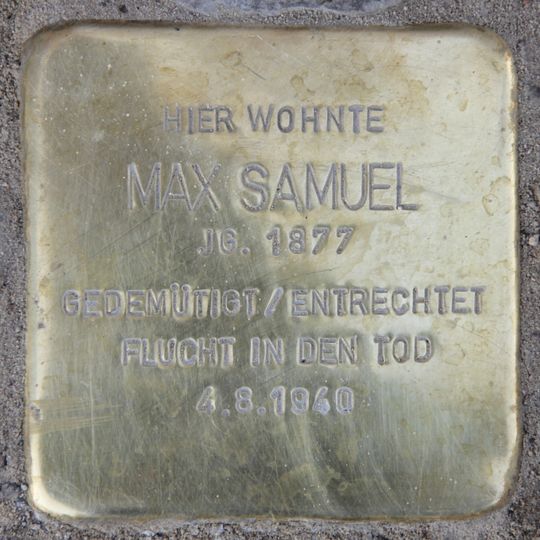 HIER WOHNTE
MAX SAMUEL
JG. 1877
GEDEMÜTIGT/ENTRECHTET
FLUCHT IN DEN TOD
4.8.1940